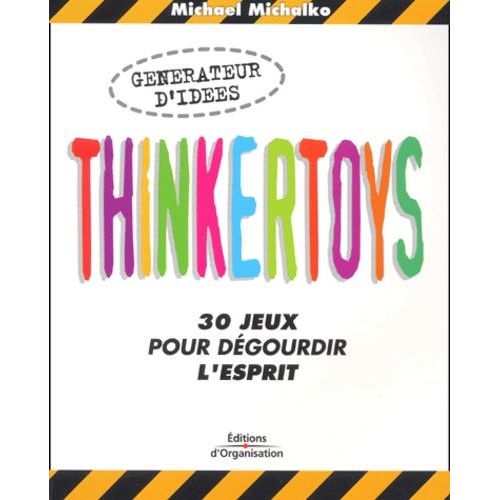 Michael Michalko
GENERATEUR
D'IDEES
THINKERTOYS
30 JEUX
POUR DÉGOURDIR
L'ESPRIT
Éditions
d'Organisation